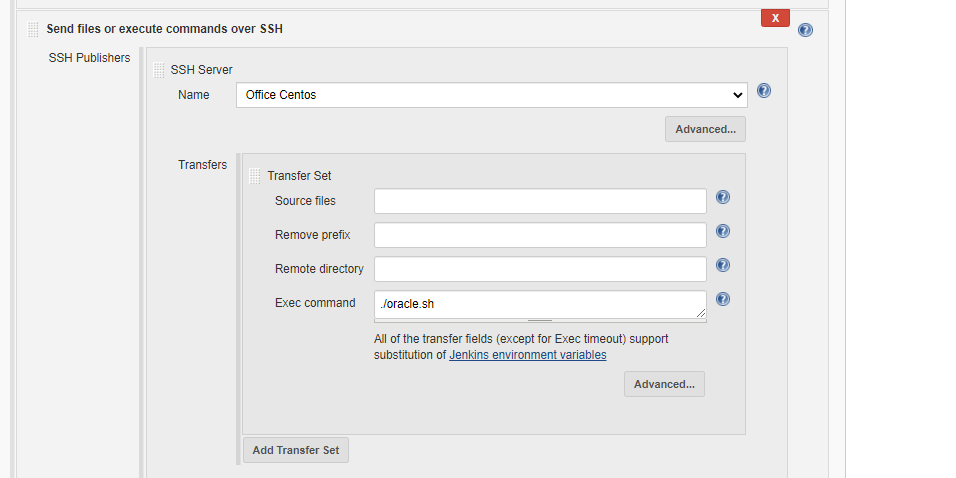 X
Send files or execute commands over SSH
SSH Publishers
SSH Server
Name
Office Centos
Advanced...
Transfers
Transfer Set
Source files
Remove prefix
Remote directory
Exec command
./oracle.sh
All of the transfer fields (except for Exec timeout) support
substitution of Jenkins environment variables
Advanced...
Add Transfer Set